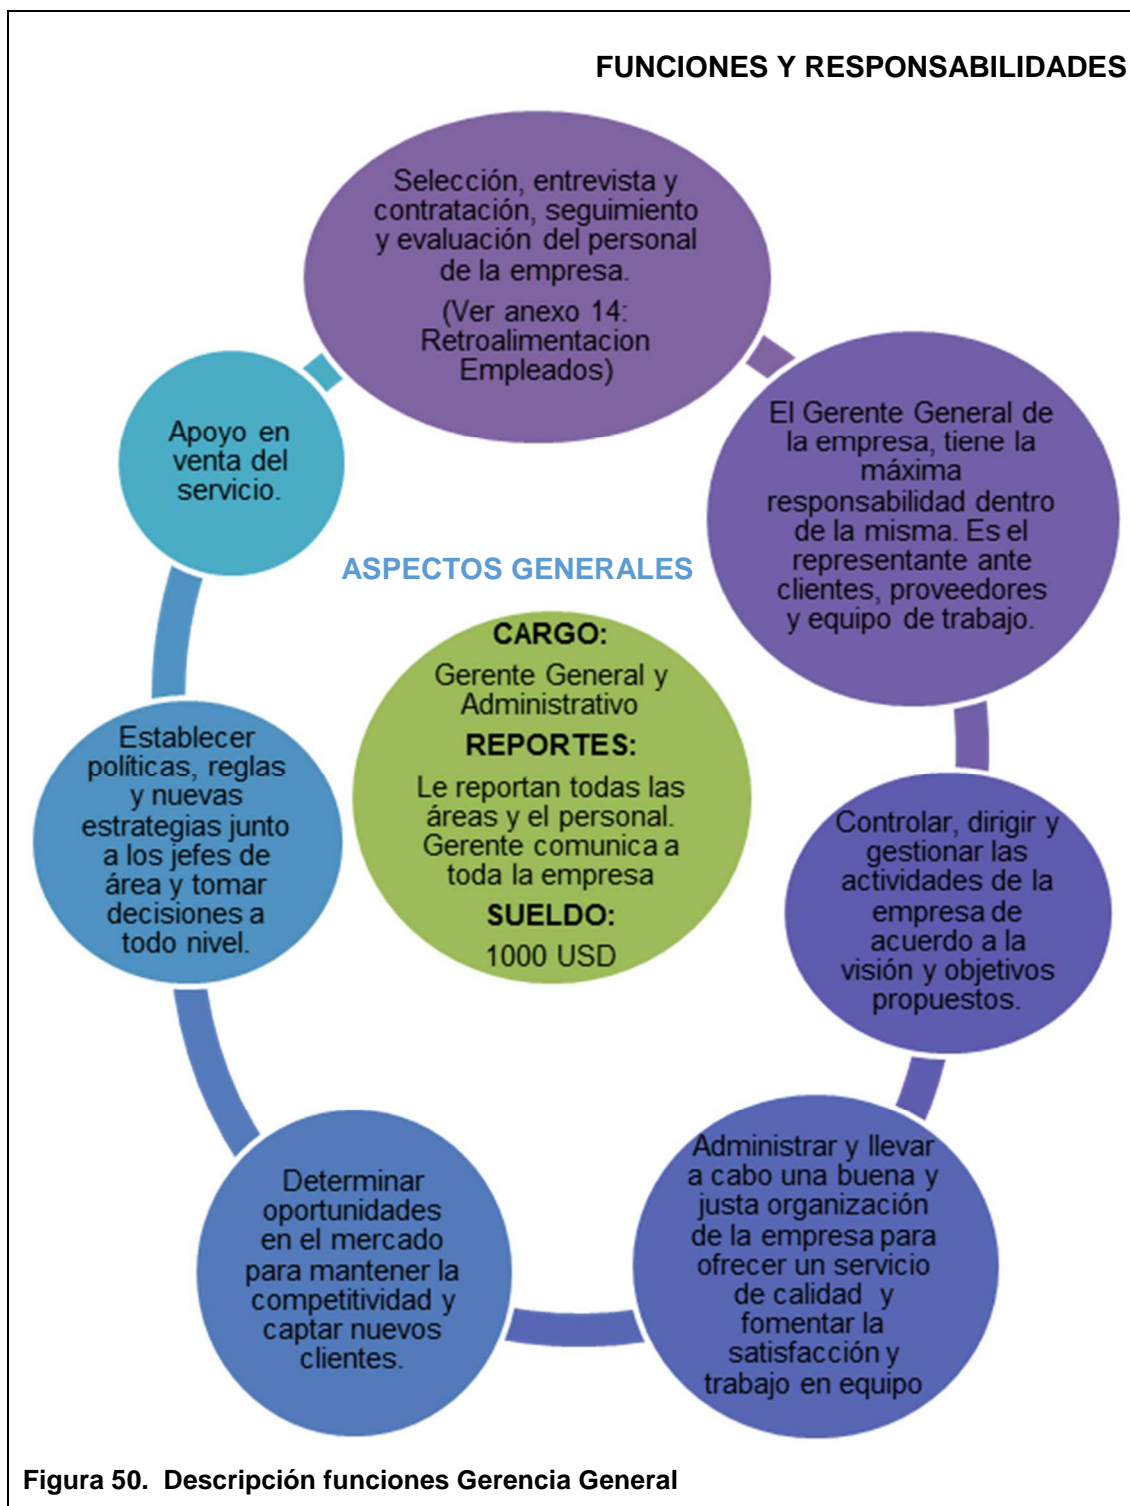 FUNCIONES Y RESPONSABILIDADES
Selección, entrevista y
contratación, seguimiento
y evaluación del personal
de la empresa.
(Ver anexo 14:
Retroalimentacion
Empleados)
El Gerente General de
la empresa, tiene la
máxima
responsabilidad dentro
de la misma. Es el
representante ante
clientes, proveedores
y equipo de trabajo.
Controlar, dirigir y
gestionar las
actividades de la
empresa de
acuerdo a la
visión y objetivos
propuestos.
Administrar y llevar
a cabo una buena y
justa organización
de la empresa para
ofrecer un servicio
de calidad y
fomentar la
satisfacción y
trabajo en equipo
Determinar
oportunidades
en el mercado
para mantener la
competitividad y
captar nuevos
clientes.
Establecer
políticas, reglas
y nuevas
estrategias junto
a los jefes de
área y tomar
decisiones a
todo nivel.
Apoyo en
venta del
servicio.
ASPECTOS GENERALES
CARGO:
Gerente General y
Administrativo
REPORTES:
Le reportan todas las
áreas y el personal.
Gerente comunica a
toda la empresa
SUELDO:
1000 USD
Figura 50. Descripción funciones Gerencia General